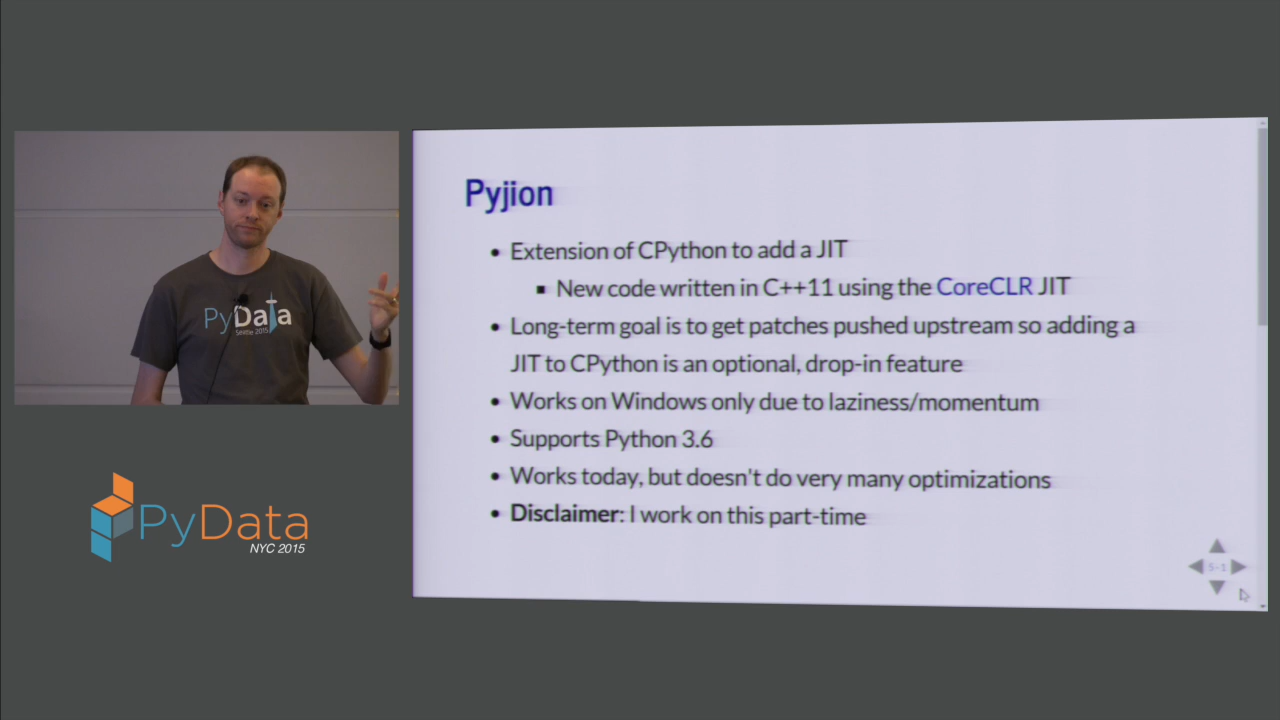 PyData
Seattle 2015
PyData
NYC 2015
Pyjion
• Extension of CPython to add a JIT
▪ New code written in C++11 using the CoreCLR JIT
• Long-term goal is to get patches pushed upstream so adding a
JIT to CPython is an optional, drop-in feature
• Works on Windows only due to laziness/momentum
• Supports Python 3.6
• Works today, but doesn't do very many optimizations
• Disclaimer: I work on this part-time
5-1